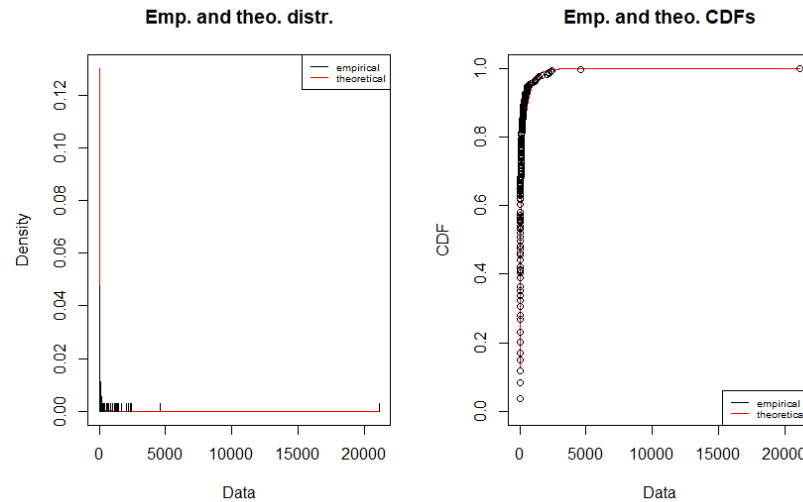 Emp. and theo. distr.
empirical
theoretical
0.12
0.10
0.08
0.06
0.04
0.02
0.00
Density
0
5000
10000
15000
20000
Data
Emp. and theo. CDFs
1.0
0.8
0.6
0.4
0.2
0.0
CDF
empirical
theoretical
0
5000
10000
15000
20000
Data